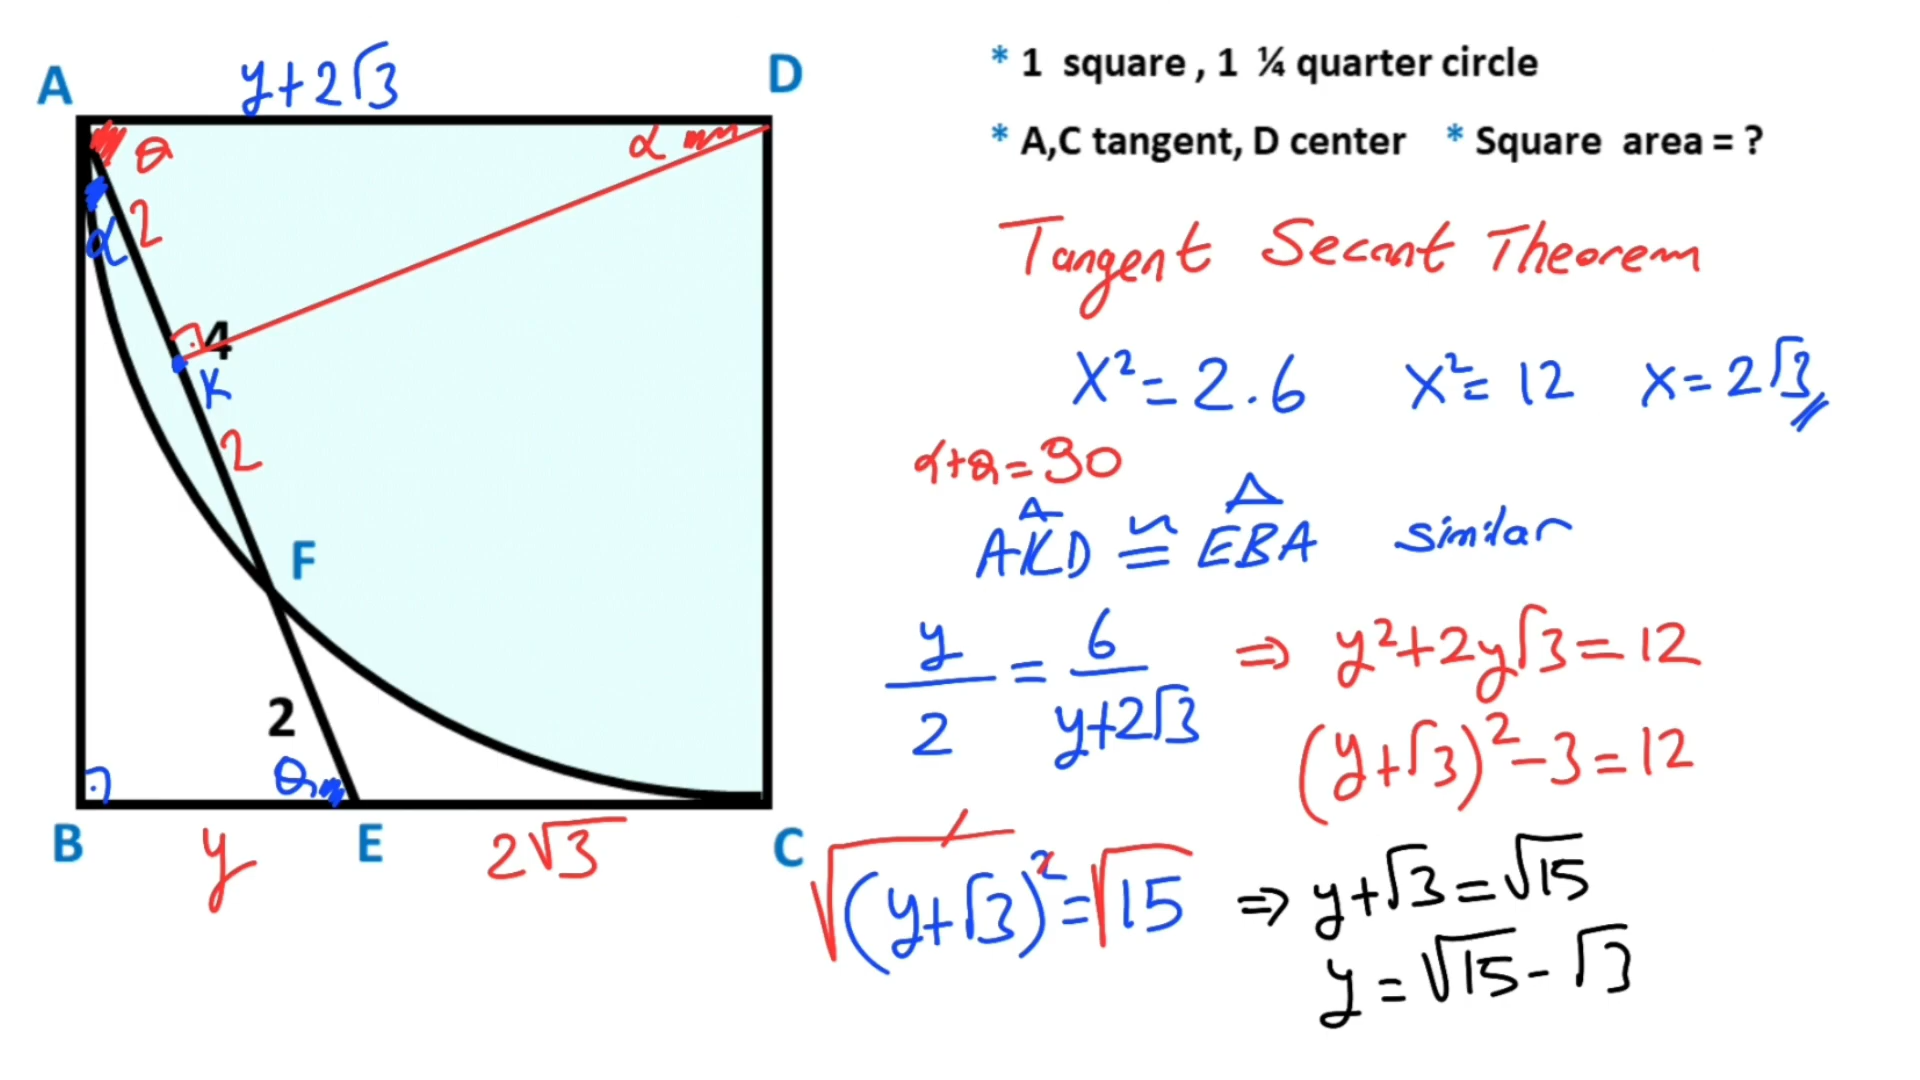 A y+2√3 D
α θ
α 2
4
K
2
F
2
θ
B y E 2√3 C
* 1 square , 1 ¼ quarter circle
* A,C tangent, D center * Square area = ?
Tangent Secant Theorem
x² = 2.6 x² = 12 x = 2√3
α+θ=90
AKD ≅ EBA similar
y/2 = 6/(y+2√3) ⇒ y²+2y√3=12
(y+√3)²-3=12
√(y+√3)²=√15 ⇒ y+√3=√15
y=√15-√3